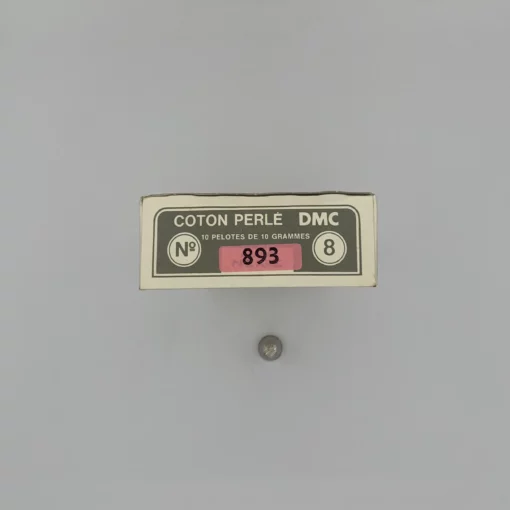 COTON PERLÉ DMC
10 PELOTES DE 10 GRAMMES
Nº 893 8